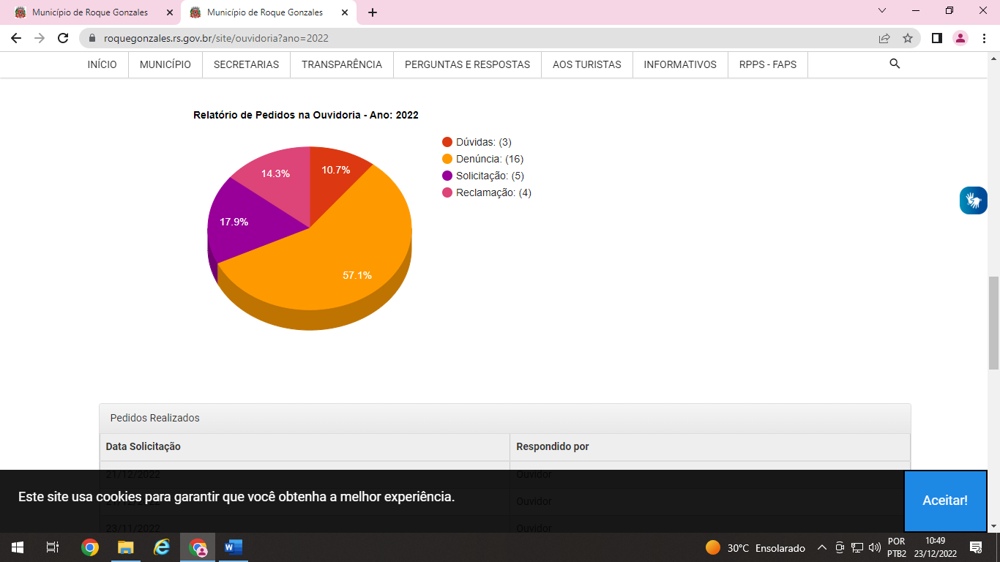 Município de Roque Gonzales
Município de Roque Gonzales
roquegonzales.rs.gov.br/site/ouvidoria?ano=2022
INÍCIO MUNICÍPIO SECRETARIAS TRANSPARÊNCIA PERGUNTAS E RESPOSTAS AOS TURISTAS INFORMATIVOS RPPS - FAPS
Relatório de Pedidos na Ouvidoria - Ano: 2022
Dúvidas: (3)
Denúncia: (16)
Solicitação: (5)
Reclamação: (4)
10.7%
14.3%
17.9%
57.1%
Pedidos Realizados
Data Solicitação Respondido por
21/12/2022 Ouvidor
Este site usa cookies para garantir que você obtenha a melhor experiência.
Aceitar!
21/12/2022 Ouvidor
23/11/2022 Ouvidor
30°C Ensolarado
POR
PTB2
10:49
23/12/2022